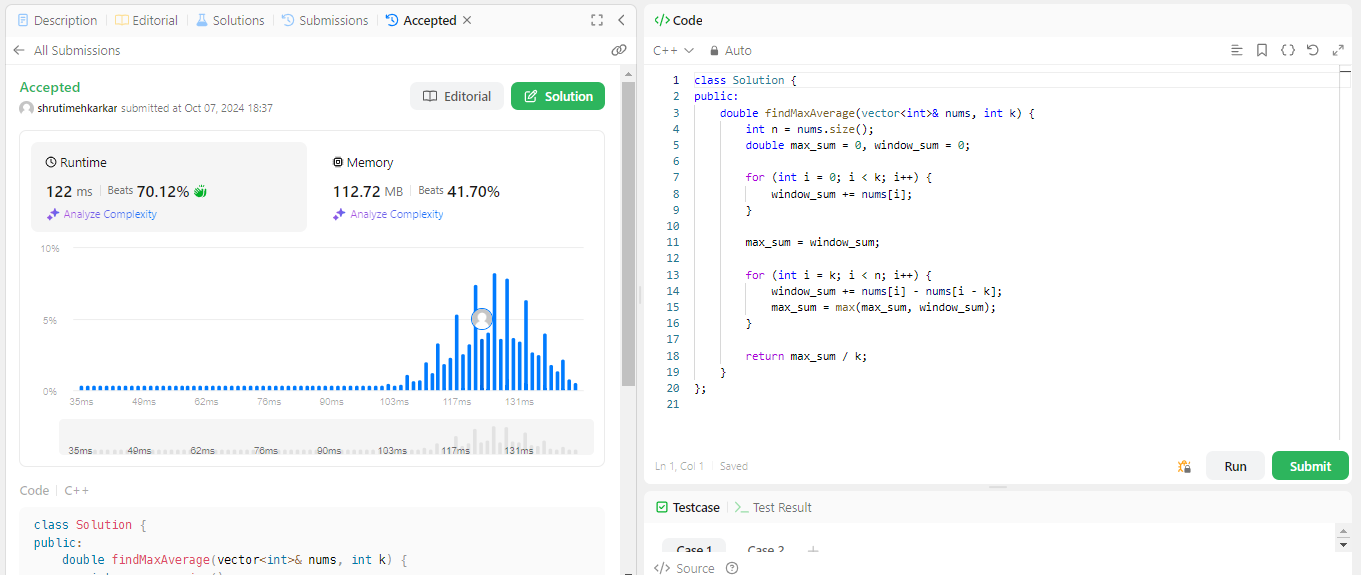 Description Editorial Solutions Submissions Accepted
All Submissions
Accepted
shrutimehkarkar submitted at Oct 07, 2024 18:37
Editorial
Solution
Runtime
122 ms Beats 70.12%
Analyze Complexity
Memory
112.72 MB Beats 41.70%
Analyze Complexity
10%
5%
0%
35ms 49ms 62ms 76ms 90ms 103ms 117ms 131ms
35ms 49ms 62ms 76ms 90ms 103ms 117ms 131ms
Code C++
class Solution {
public:
double findMaxAverage(vector<int>& nums, int k) {
</> Code
C++ Auto
1 class Solution {
2 public:
3 double findMaxAverage(vector<int>& nums, int k) {
4 int n = nums.size();
5 double max_sum = 0, window_sum = 0;
6
7 for (int i = 0; i < k; i++) {
8 window_sum += nums[i];
9 }
10
11 max_sum = window_sum;
12
13 for (int i = k; i < n; i++) {
14 window_sum += nums[i] - nums[i - k];
15 max_sum = max(max_sum, window_sum);
16 }
17
18 return max_sum / k;
19 }
20 };
21
Ln 1, Col 1 Saved
Run
Submit
Testcase >_ Test Result
Case 1 Case 2 +
</> Source